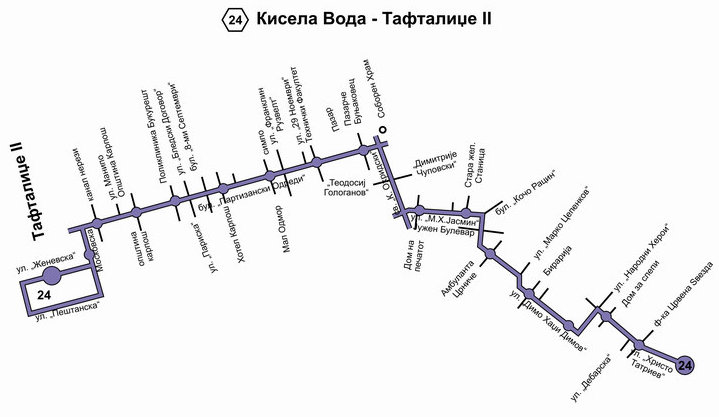 24 Кисела Вода - Тафталиџе II
Тафталиџе II
ул. „Женевска“
24
ул. „Пештанска“
Московска
канал нерези
ул. Манапо
Општина Карпош
општина
карпош
Поликлиника Букурешт
ул. „Бледски Договор“
бул. „8-ми Септември“
ул. „Лариска“
бул. „Партизански Одреди“
Хотел Карпош
Мал Одмор
симпо
ул. „Франклин
Рузвелт“
ул. „29 Ноември“
Технички Факултет
Пазар
Пазарче
Буњаковец
Соборен Храм
„Теодосиј
Гологанов“
„Димитрије
Чуповски“
кв. „К. Охридски“
Стара жел.
Станица
бул. „Кочо Рацин“
ул. „М.Х.Јасмин“
Јужен Булевар
Дом на
печатот
Амбуланта
Црниче
ул. „Марко Цепенков“
Бирарија
ул. „Димо Хаџи Димов“
ул. „Народни Херои“
Дом за слепи
ф-ка Црвена Ѕвезда
ул. „Дебарска“
ул. „Христо
Татриев“
24